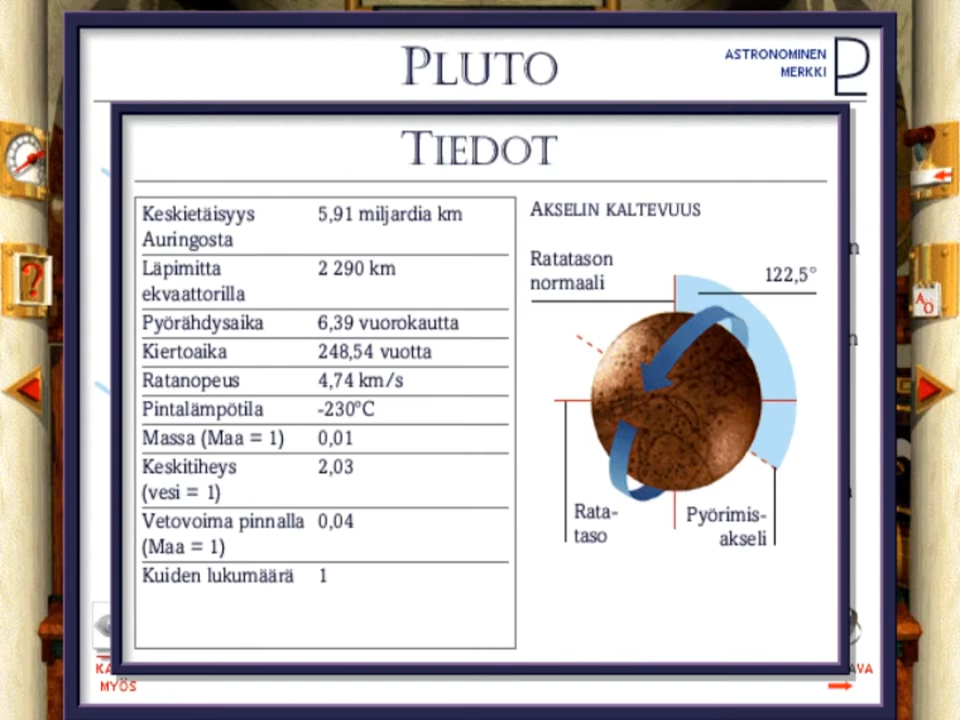 PLUTO
ASTRONOMINEN
MERKKI
TIEDOT
Keskietäisyys 5,91 miljardia km
Auringosta
Läpimitta 2 290 km
ekvaattorilla
Pyörähdysaika 6,39 vuorokautta
Kiertoaika 248,54 vuotta
Ratanopeus 4,74 km/s
Pintalämpötila -230°C
Massa (Maa = 1) 0,01
Keskitiheys 2,03
(vesi = 1)
Vetovoima pinnalla 0,04
(Maa = 1)
Kuiden lukumäärä 1
AKSELIN KALTEVUUS
Ratatason
normaali
122,5°
Rata-
taso
Pyörimis-
akseli
MYÖS
?
AÖ